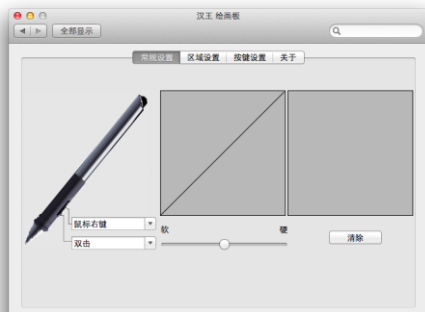 汉王 绘画板
全部显示
常规设置 区域设置 按键设置 关于
鼠标右键
双击
软 硬
清除